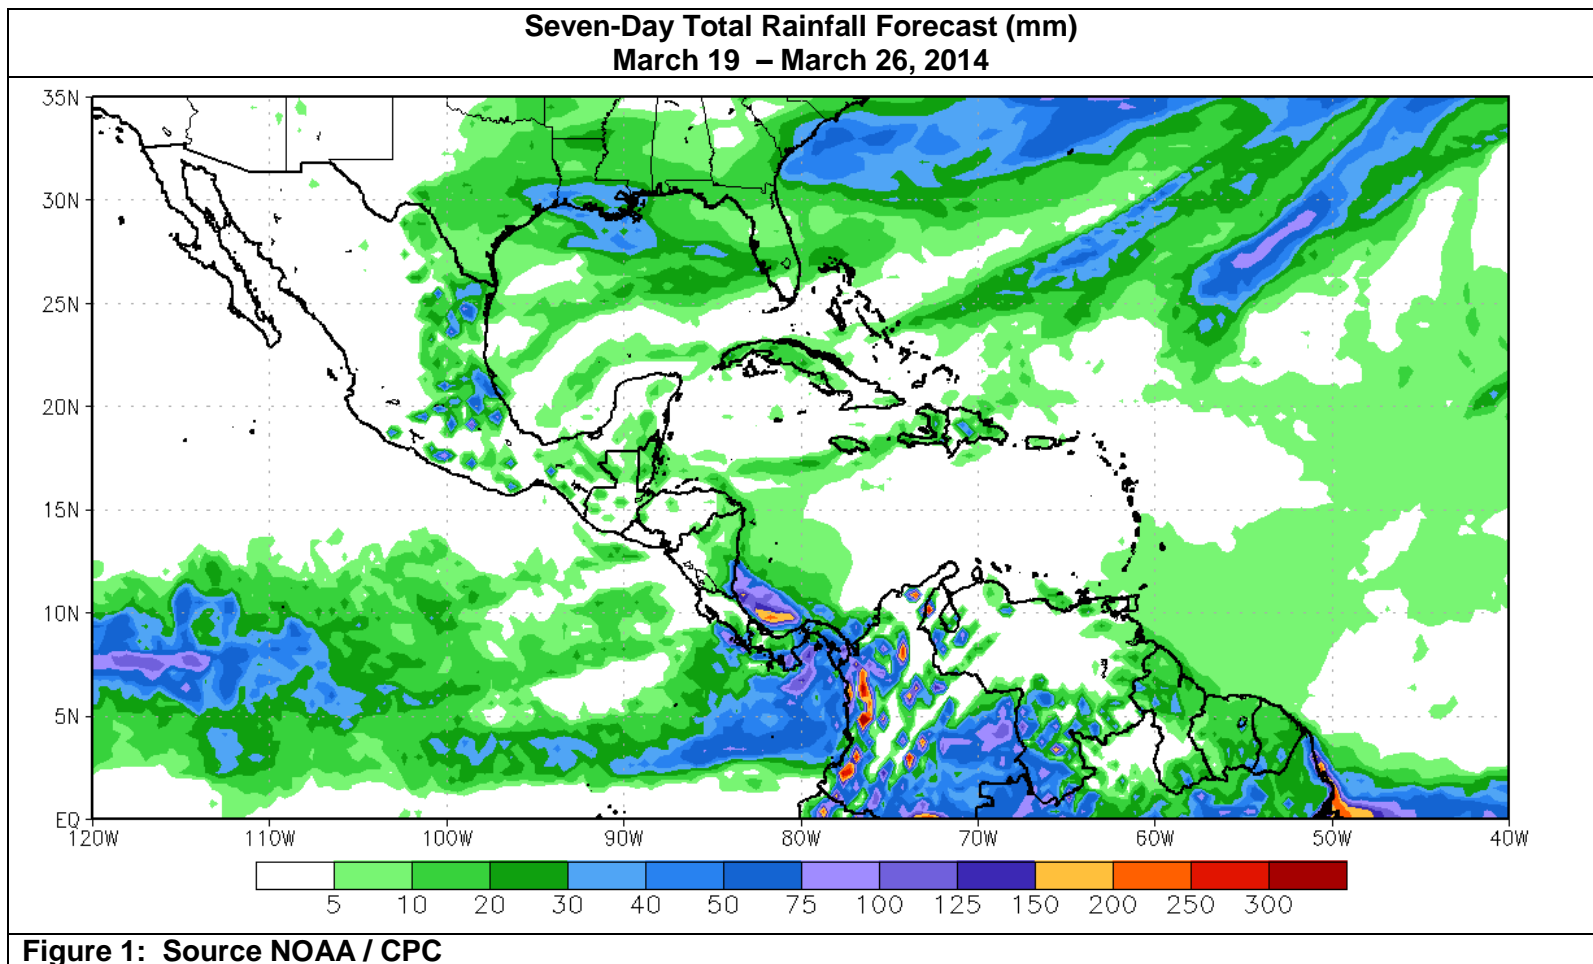 Seven-Day Total Rainfall Forecast (mm)
March 19 – March 26, 2014
35N
30N
25N
20N
15N
10N
5N
EQ
120W 110W 100W 90W 80W 70W 60W 50W 40W
5 10 20 30 40 50 75 100 125 150 200 250 300
Figure 1: Source NOAA / CPC